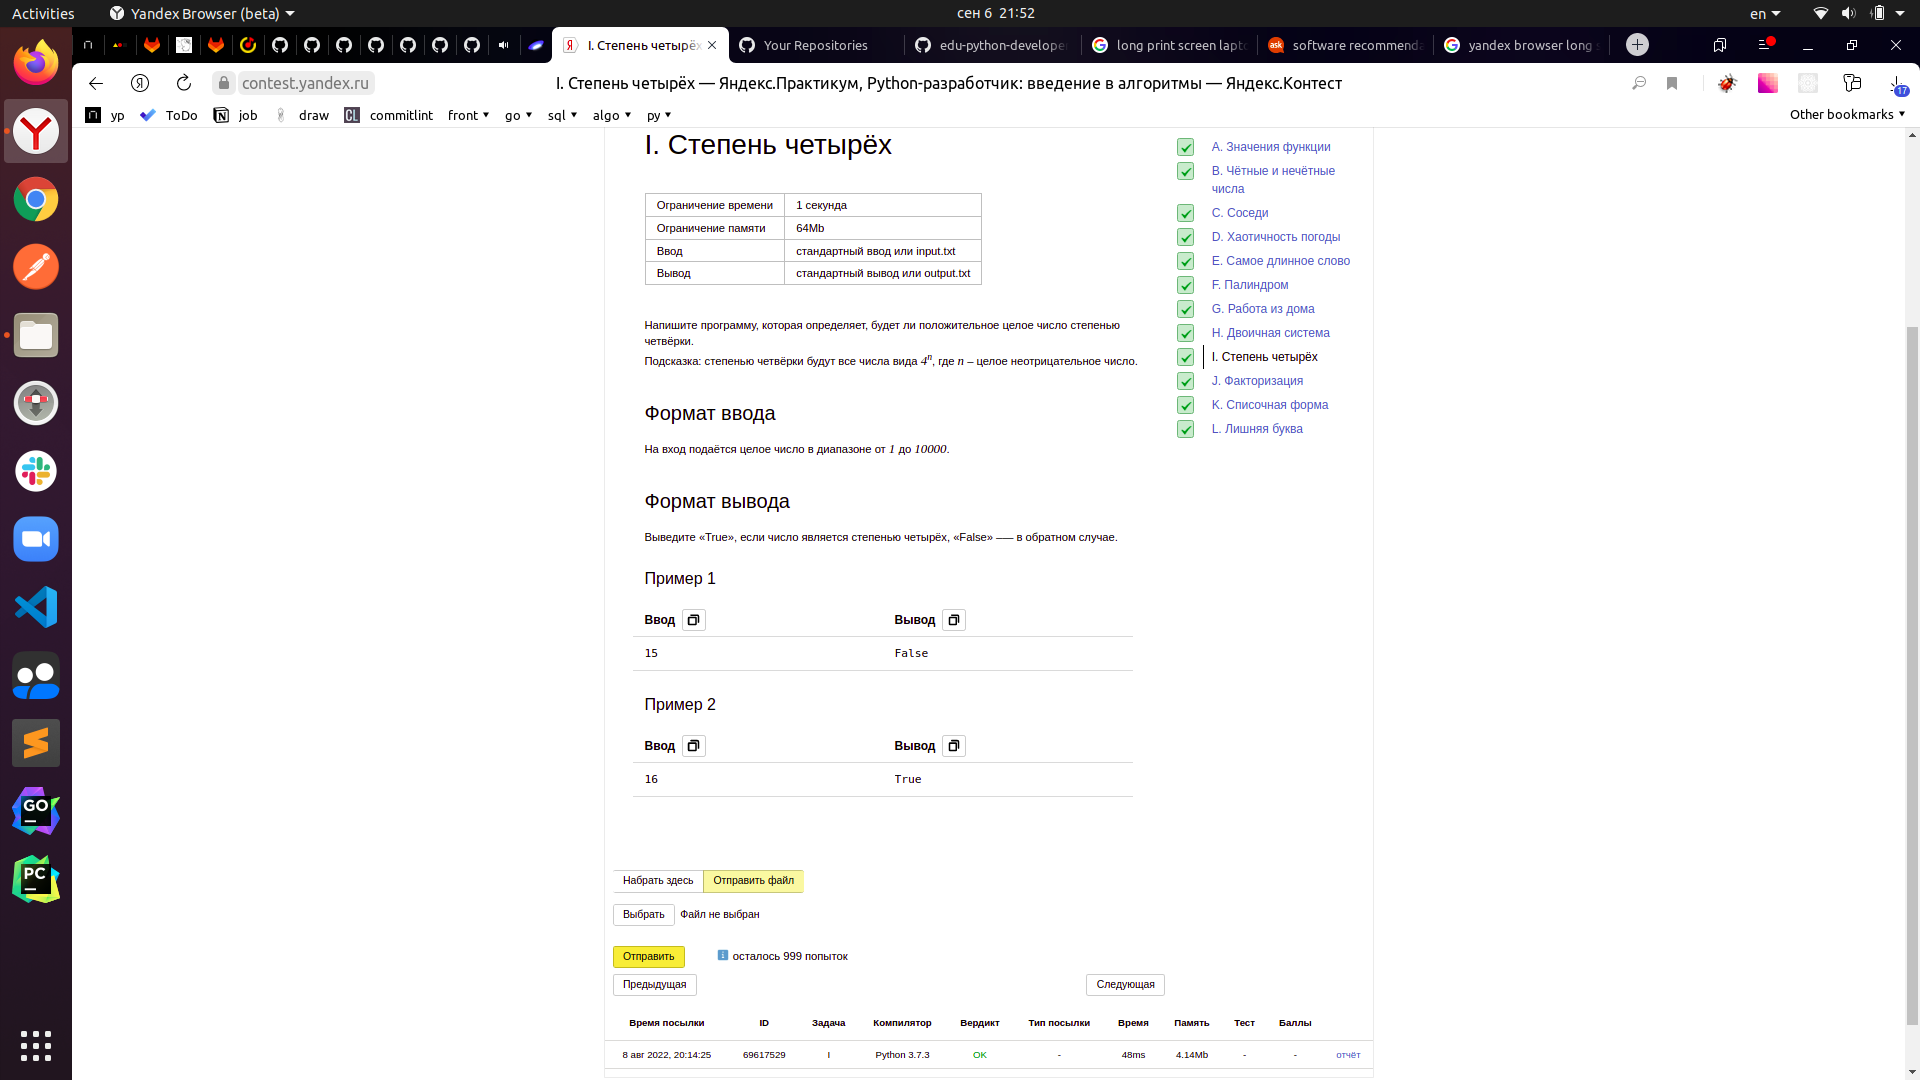 Activities
Yandex Browser (beta)
сен 6 21:52
en
I. Степень четырёх
Your Repositories
edu-python-develope
long print screen lapt
software recommenda
yandex browser long s
contest.yandex.ru
I. Степень четырёх — Яндекс.Практикум, Python-разработчик: введение в алгоритмы — Яндекс.Контест
17
yp
ToDo
job
draw
CL commitlint
front
go
sql
algo
py
Other bookmarks
I. Степень четырёх
Ограничение времени 1 секунда
Ограничение памяти 64Mb
Ввод стандартный ввод или input.txt
Вывод стандартный вывод или output.txt
Напишите программу, которая определяет, будет ли положительное целое число степенью
четвёрки.
Подсказка: степенью четвёрки будут все числа вида 4ⁿ, где n – целое неотрицательное число.
Формат ввода
На вход подаётся целое число в диапазоне от 1 до 10000.
Формат вывода
Выведите «True», если число является степенью четырёх, «False» –— в обратном случае.
Пример 1
Ввод Вывод
15 False
Пример 2
Ввод Вывод
16 True
Набрать здесь Отправить файл
Выбрать Файл не выбран
Отправить осталось 999 попыток
Предыдущая Следующая
Время посылки ID Задача Компилятор Вердикт Тип посылки Время Память Тест Баллы
8 авг 2022, 20:14:25 69617529 I Python 3.7.3 OK - 48ms 4.14Mb - - отчёт
A. Значения функции
B. Чётные и нечётные
числа
C. Соседи
D. Хаотичность погоды
E. Самое длинное слово
F. Палиндром
G. Работа из дома
H. Двоичная система
I. Степень четырёх
J. Факторизация
K. Списочная форма
L. Лишняя буква
GO
PC